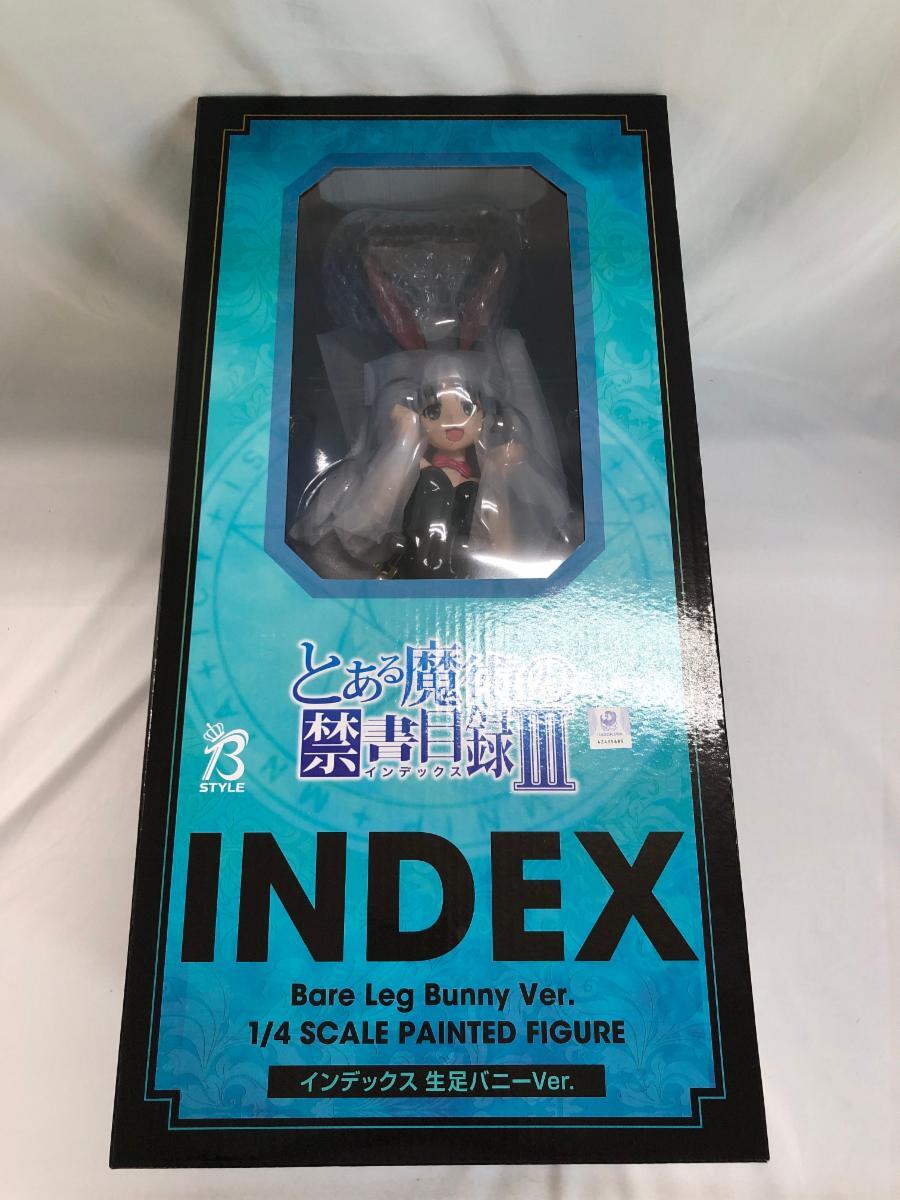 とある魔術の
禁書目録III
インデックス
B
STYLE
INDEX
Bare Leg Bunny Ver.
1/4 SCALE PAINTED FIGURE
インデックス 生足バニーVer.